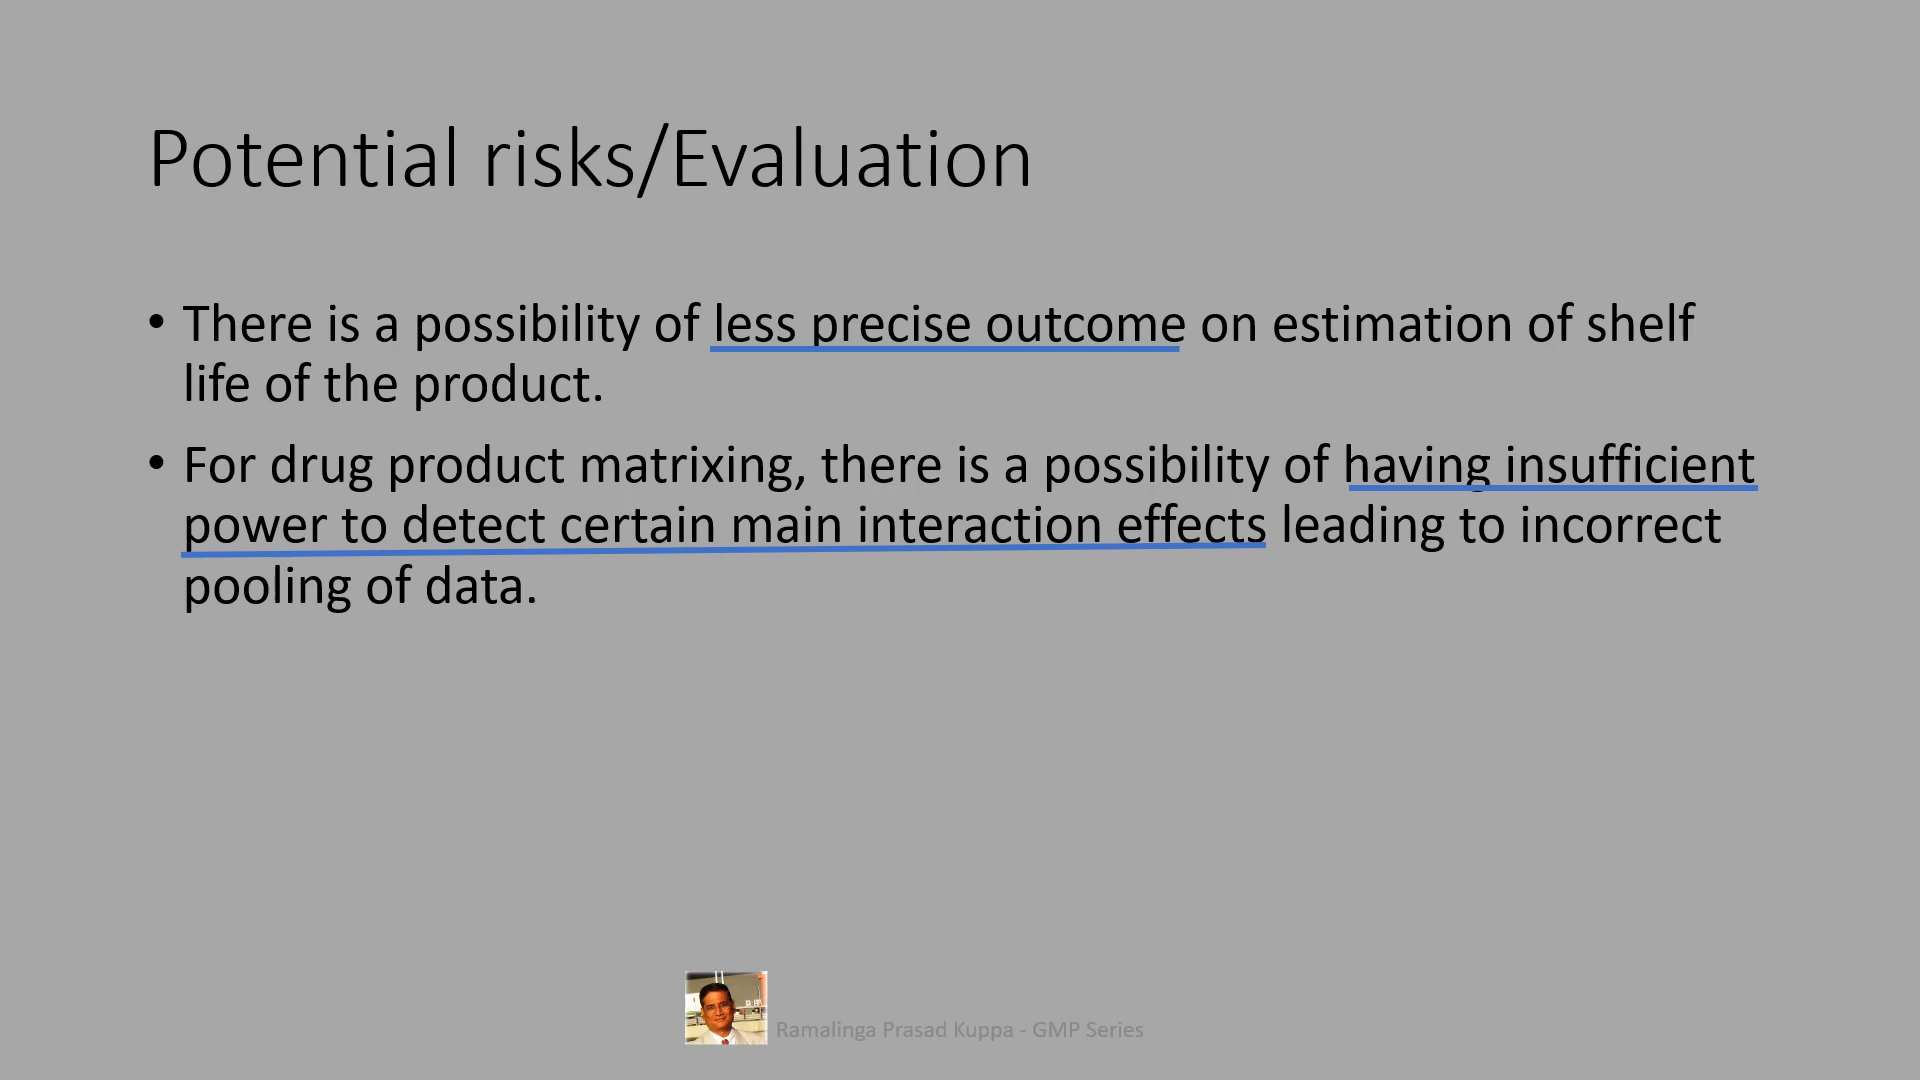 Potential risks/Evaluation
• There is a possibility of less precise outcome on estimation of shelf
life of the product.
• For drug product matrixing, there is a possibility of having insufficient
power to detect certain main interaction effects leading to incorrect
pooling of data.
Ramalinga Prasad Kuppa - GMP Series